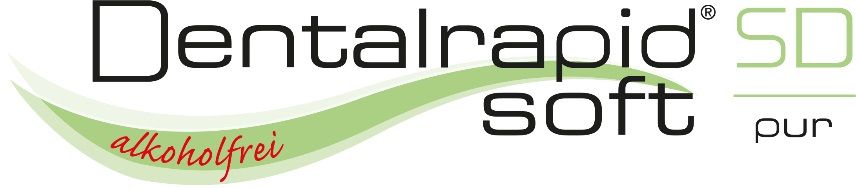 Dentalrapid® SD
soft
pur
alkoholfrei